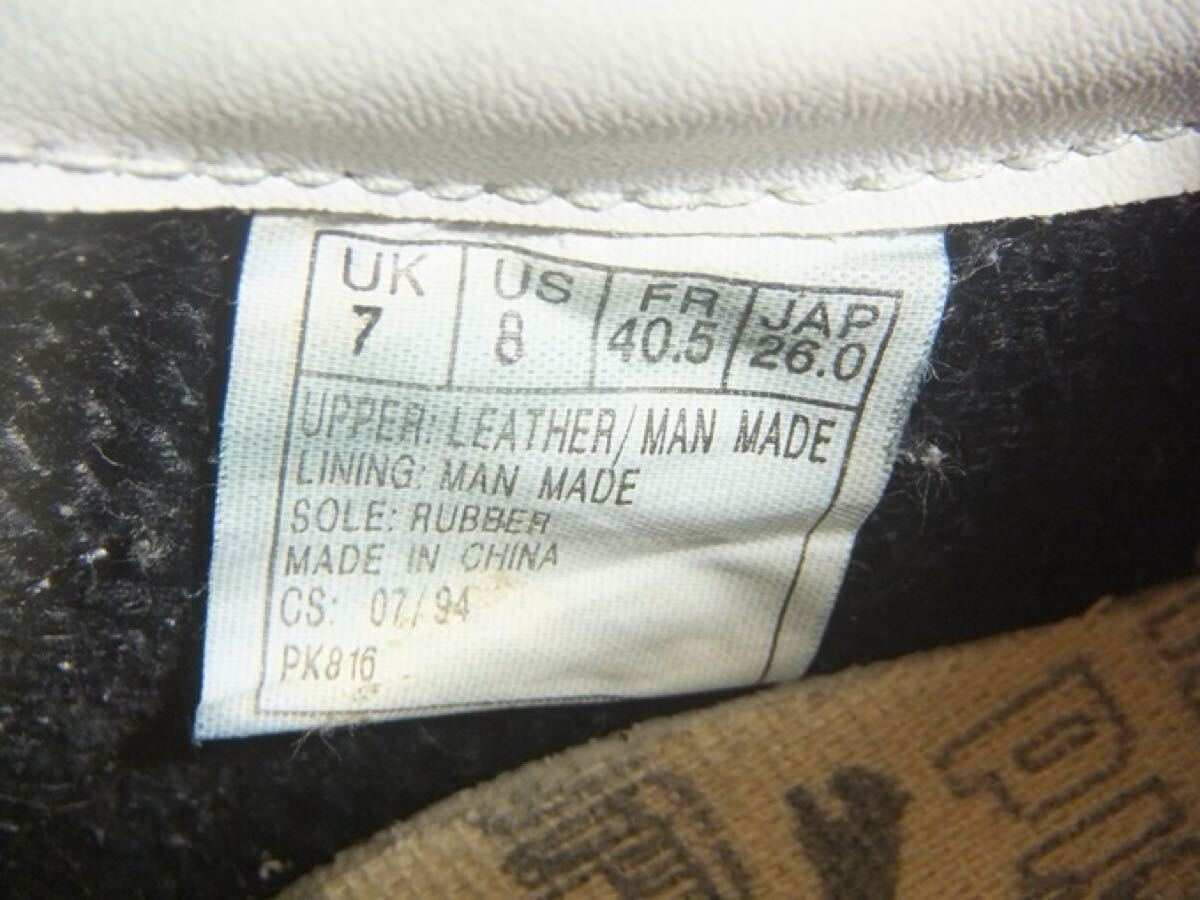 UK US FR JAP
7 8 40.5 26.0
UPPER: LEATHER/MAN MADE
LINING: MAN MADE
SOLE: RUBBER
MADE IN CHINA
CS: 07/94
PK816